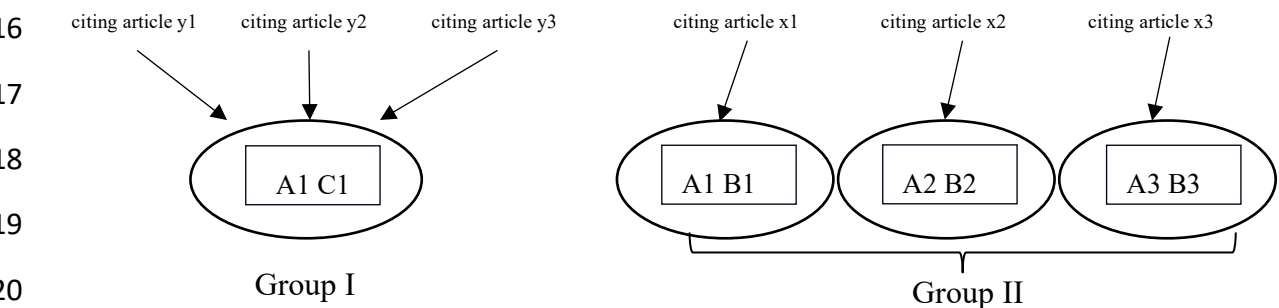 16 citing article y1 citing article y2 citing article y3 citing article x1 citing article x2 citing article x3
17
18 A1 C1 A1 B1 A2 B2 A3 B3
19
20 Group I Group II